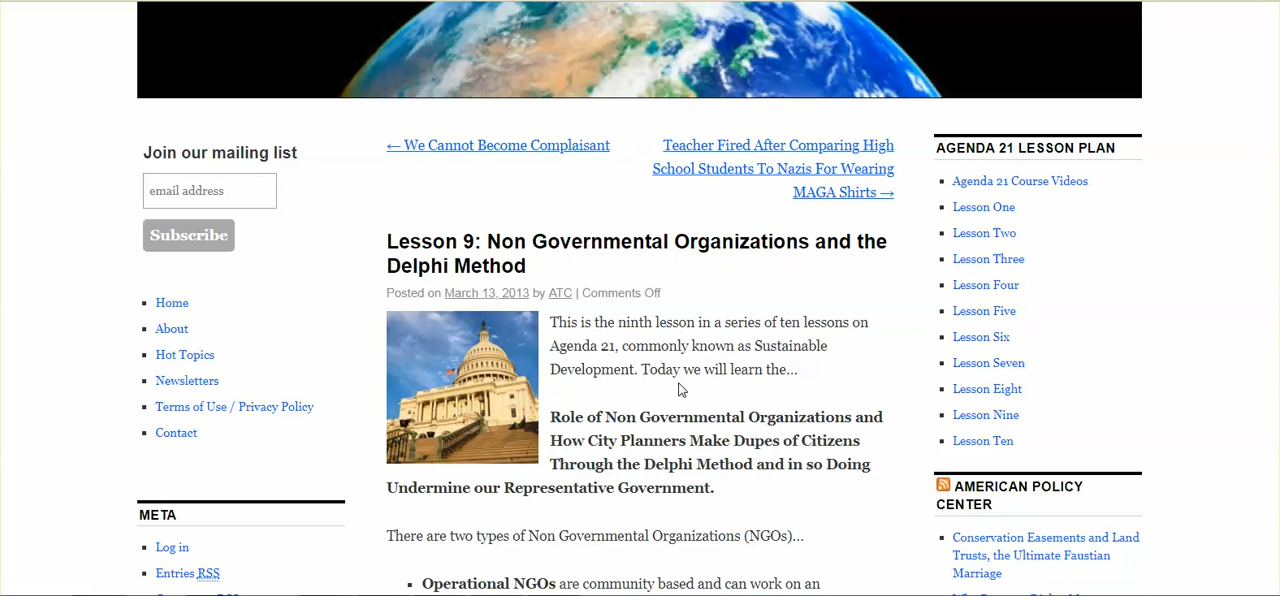 Join our mailing list
email address
Subscribe
Home
About
Hot Topics
Newsletters
Terms of Use / Privacy Policy
Contact
META
Log in
Entries RSS
← We Cannot Become Complaisant
Teacher Fired After Comparing High
School Students To Nazis For Wearing
MAGA Shirts →
Lesson 9: Non Governmental Organizations and the
Delphi Method
Posted on March 13, 2013 by ATC | Comments Off
This is the ninth lesson in a series of ten lessons on
Agenda 21, commonly known as Sustainable
Development. Today we will learn the...
Role of Non Governmental Organizations and
How City Planners Make Dupes of Citizens
Through the Delphi Method and in so Doing
Undermine our Representative Government.
There are two types of Non Governmental Organizations (NGOs)...
Operational NGOs are community based and can work on an
AGENDA 21 LESSON PLAN
Agenda 21 Course Videos
Lesson One
Lesson Two
Lesson Three
Lesson Four
Lesson Five
Lesson Six
Lesson Seven
Lesson Eight
Lesson Nine
Lesson Ten
AMERICAN POLICY
CENTER
Conservation Easements and Land
Trusts, the Ultimate Faustian
Marriage